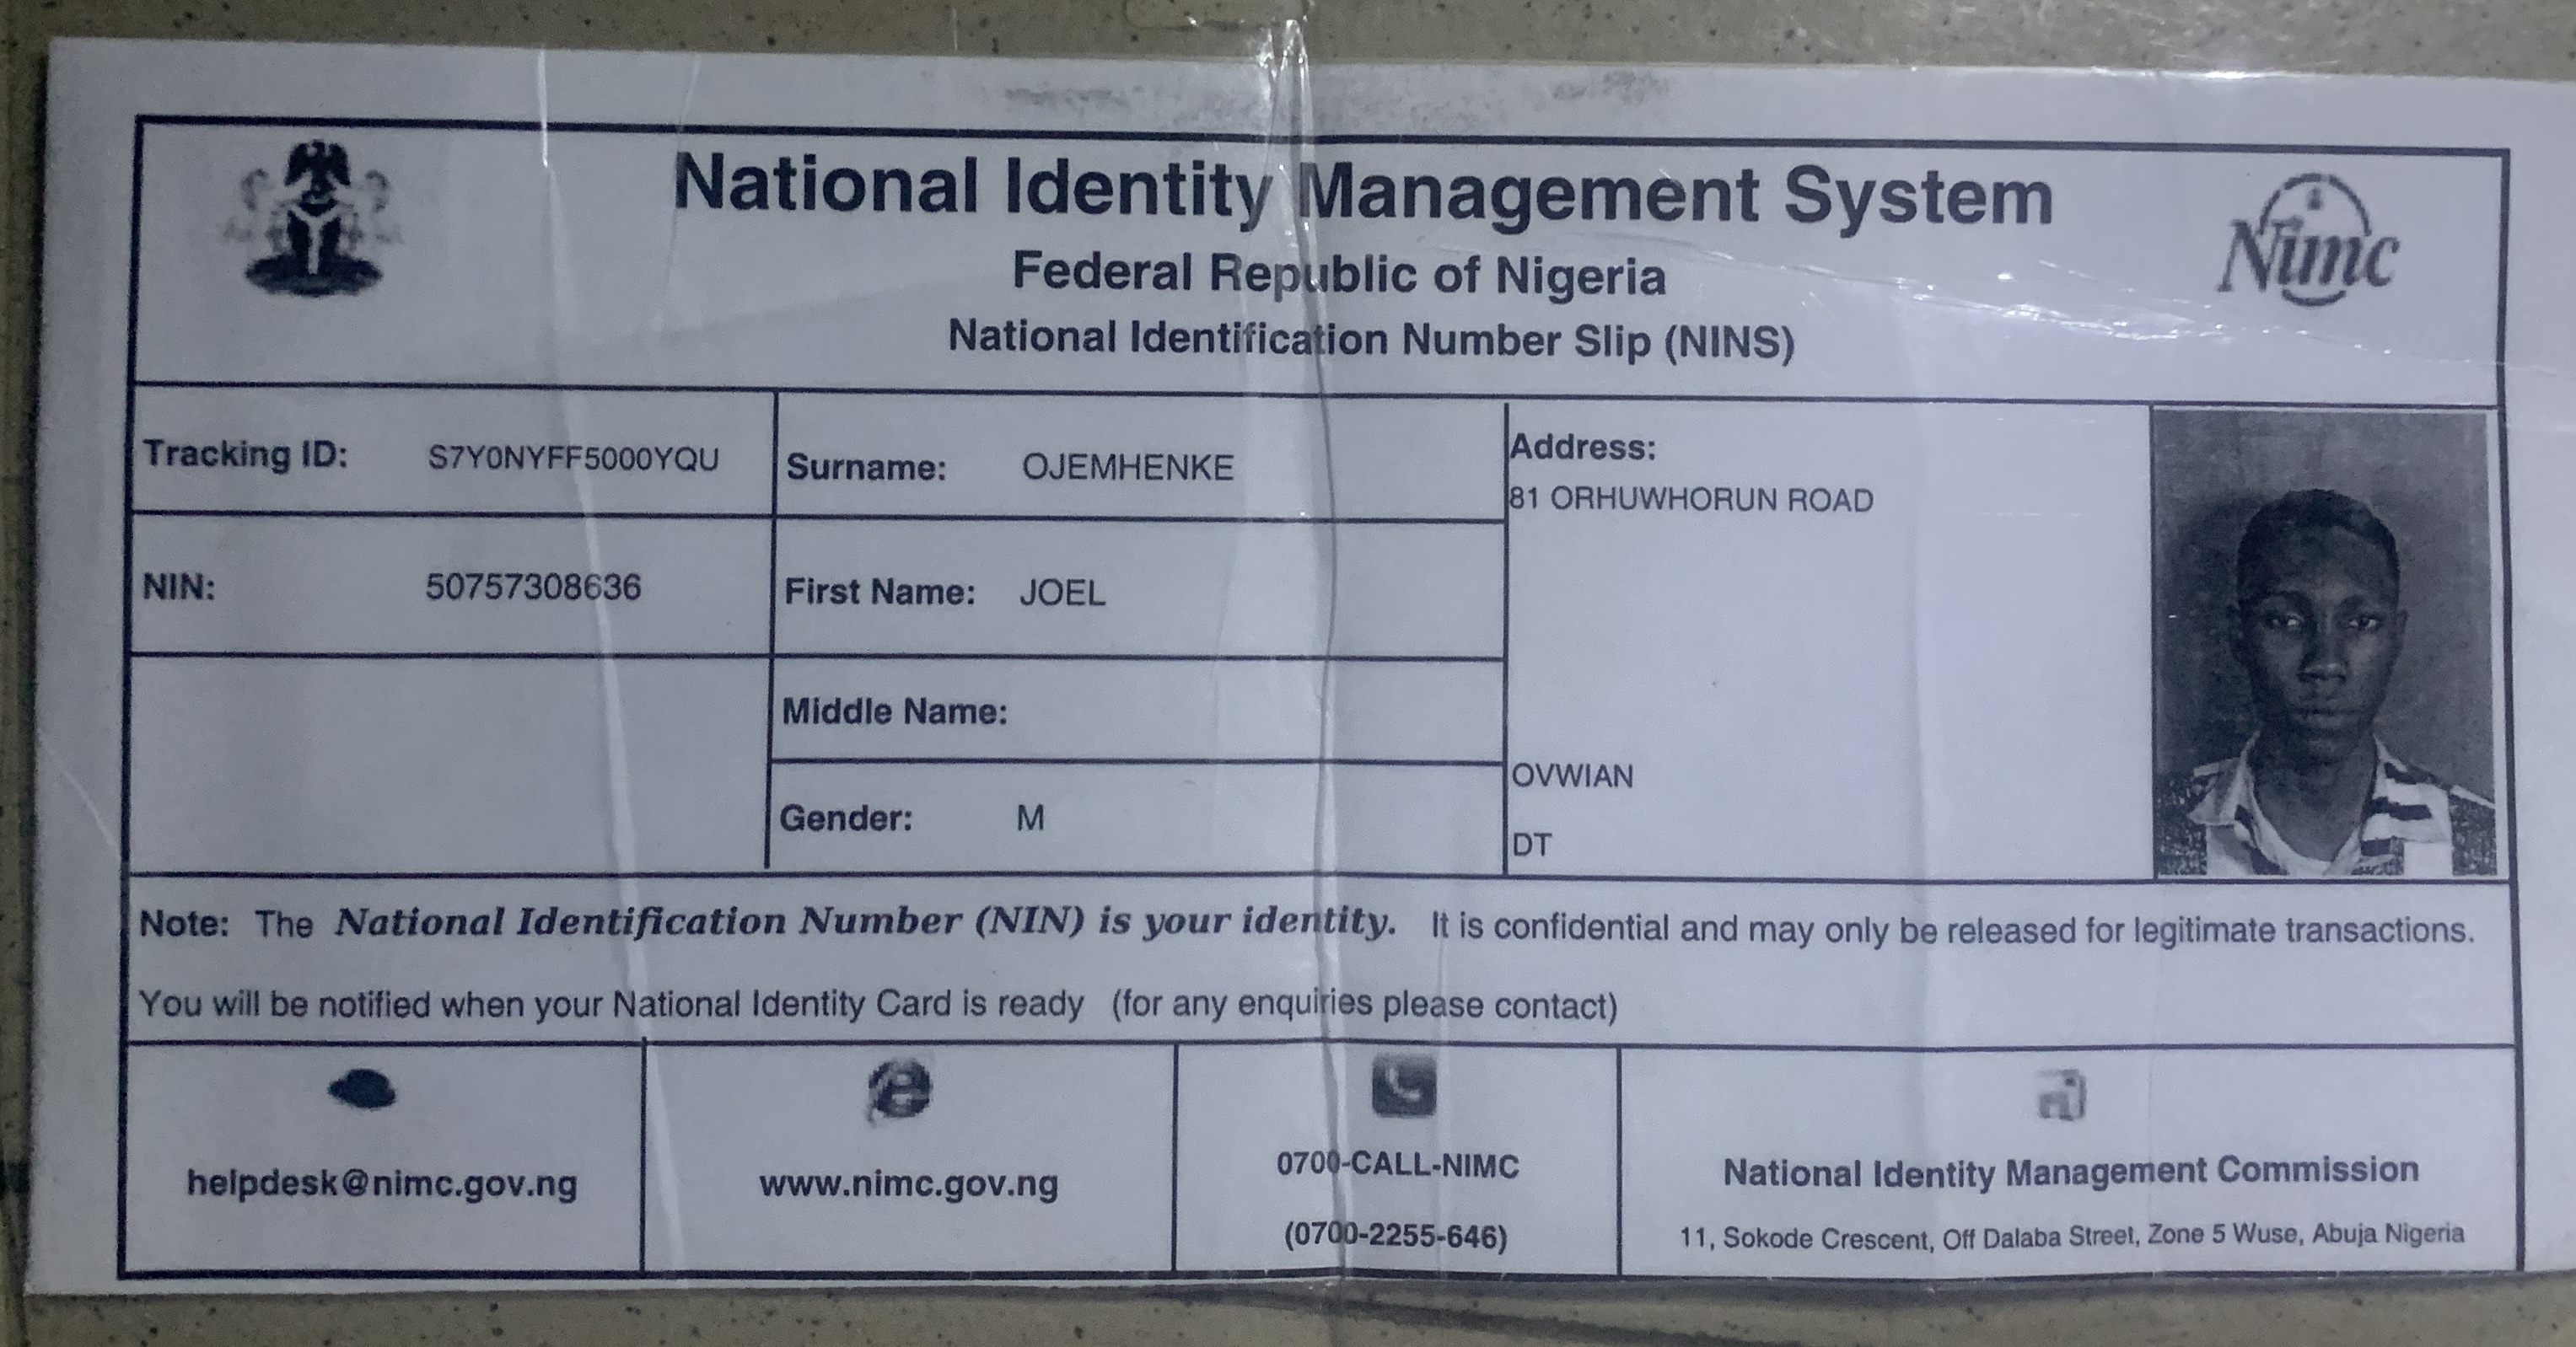 National Identity Management System
Federal Republic of Nigeria
National Identification Number Slip (NINS)
Nimc
Tracking ID: S7Y0NYFF5000YQU
Surname: OJEMHENKE
Address:
81 ORHUWHORUN ROAD
NIN: 50757308636
First Name: JOEL
Middle Name:
OVWIAN
Gender: M
DT
Note: The National Identification Number (NIN) is your identity. It is confidential and may only be released for legitimate transactions.
You will be notified when your National Identity Card is ready (for any enquiries please contact)
helpdesk@nimc.gov.ng
www.nimc.gov.ng
0700-CALL-NIMC
(0700-2255-646)
National Identity Management Commission
11, Sokode Crescent, Off Dalaba Street, Zone 5 Wuse, Abuja Nigeria